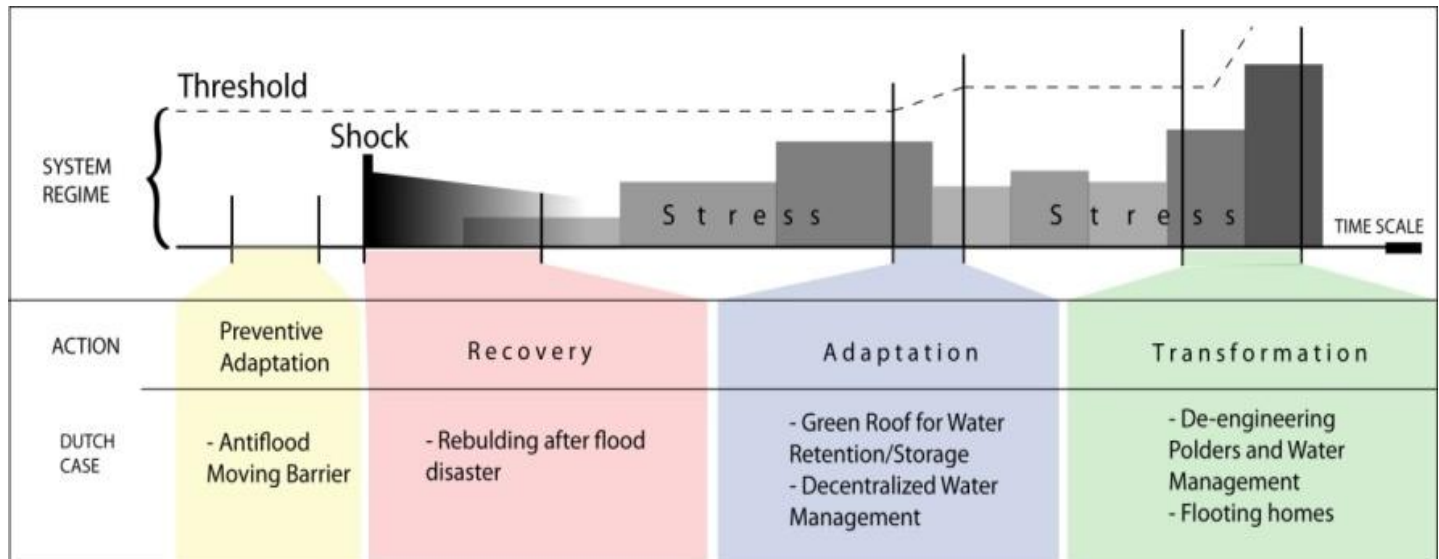 Threshold
Shock
SYSTEM
REGIME
Stress
Stress
TIME SCALE
ACTION
Preventive
Adaptation
Recovery
Adaptation
Transformation
DUTCH
CASE
- Antiflood
Moving Barrier
- Rebulding after flood
disaster
- Green Roof for Water
Retention/Storage
- Decentralized Water
Management
- De-engineering
Polders and Water
Management
- Flooting homes